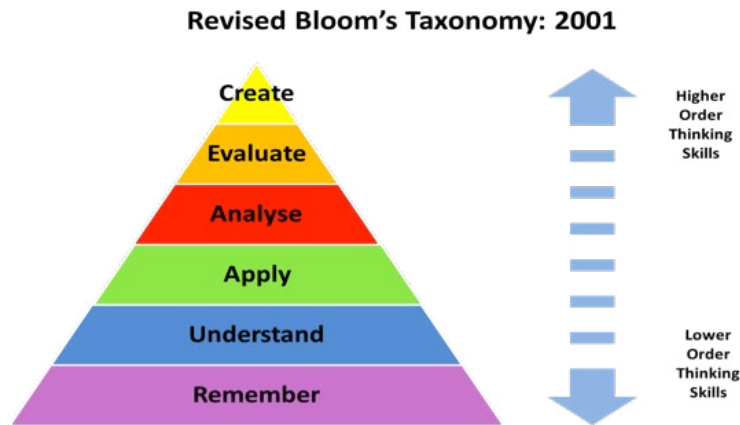 Revised Bloom's Taxonomy: 2001
Create
Evaluate
Analyse
Apply
Understand
Remember
Higher
Order
Thinking
Skills
Lower
Order
Thinking
Skills